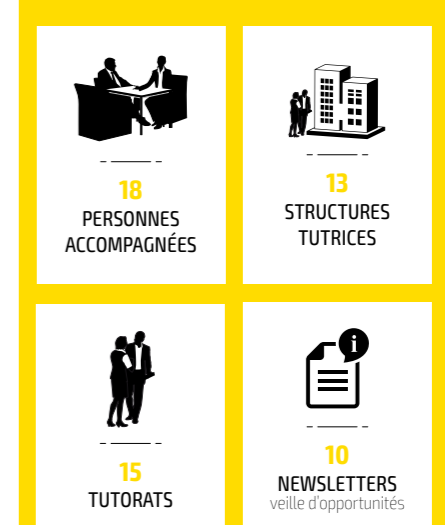 18
PERSONNES
ACCOMPAGNÉES
13
STRUCTURES
TUTRICES
15
TUTORATS
10
NEWSLETTERS
veille d'opportunités